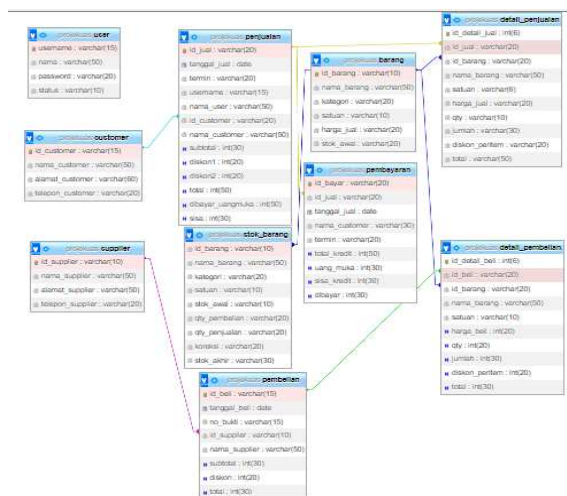 projekuas user
username : varchar(15)
nama : varchar(50)
password : varchar(20)
status : varchar(10)
projekuas customer
id_customer : varchar(15)
nama_customer : varchar(50)
alamat_customer : varchar(50)
telepon_customer : varchar(20)
projekuas supplier
id_supplier : varchar(10)
nama_supplier : varchar(50)
alamat_supplier : varchar(50)
telepon_supplier : varchar(20)
projekuas penjualan
id_jual : varchar(20)
tanggal_jual : date
termin : varchar(20)
username : varchar(15)
nama_user : varchar(50)
id_customer : varchar(20)
nama_customer : varchar(50)
subtotal : int(30)
diskon1 : int(20)
diskon2 : int(20)
total : int(50)
dibayar_uangmuka : int(50)
sisa : int(30)
projekuas stok_barang
id_barang : varchar(10)
nama_barang : varchar(50)
kategori : varchar(20)
satuan : varchar(10)
stok_awal : varchar(10)
qty_pembelian : varchar(20)
qty_penjualan : varchar(20)
koreksi : varchar(20)
stok_akhir : varchar(30)
projekuas pembelian
id_beli : varchar(15)
tanggal_beli : date
no_bukti : varchar(15)
id_supplier : varchar(10)
nama_supplier : varchar(50)
subtotal : int(30)
diskon : int(20)
total : int(30)
projekuas barang
id_barang : varchar(10)
nama_barang : varchar(50)
kategori : varchar(20)
satuan : varchar(10)
harga_jual : varchar(20)
stok_awal : varchar(20)
projekuas pembayaran
id_bayar : varchar(20)
id_jual : varchar(20)
tanggal_jual : date
nama_customer : varchar(30)
termin : varchar(20)
total_kredit : int(50)
uang_muka : int(30)
sisa_kredit : int(30)
dibayar : int(30)
projekuas detail_penjualan
id_detail_jual : int(6)
id_jual : varchar(20)
id_barang : varchar(20)
nama_barang : varchar(50)
satuan : varchar(6)
harga_jual : varchar(20)
qty : varchar(10)
jumlah : varchar(30)
diskon_peritem : varchar(20)
total : varchar(50)
projekuas detail_pembelian
id_detail_beli : int(6)
id_beli : varchar(20)
id_barang : varchar(20)
nama_barang : varchar(50)
satuan : varchar(10)
harga_beli : int(20)
qty : int(20)
jumlah : int(30)
diskon_peritem : int(20)
total : int(30)